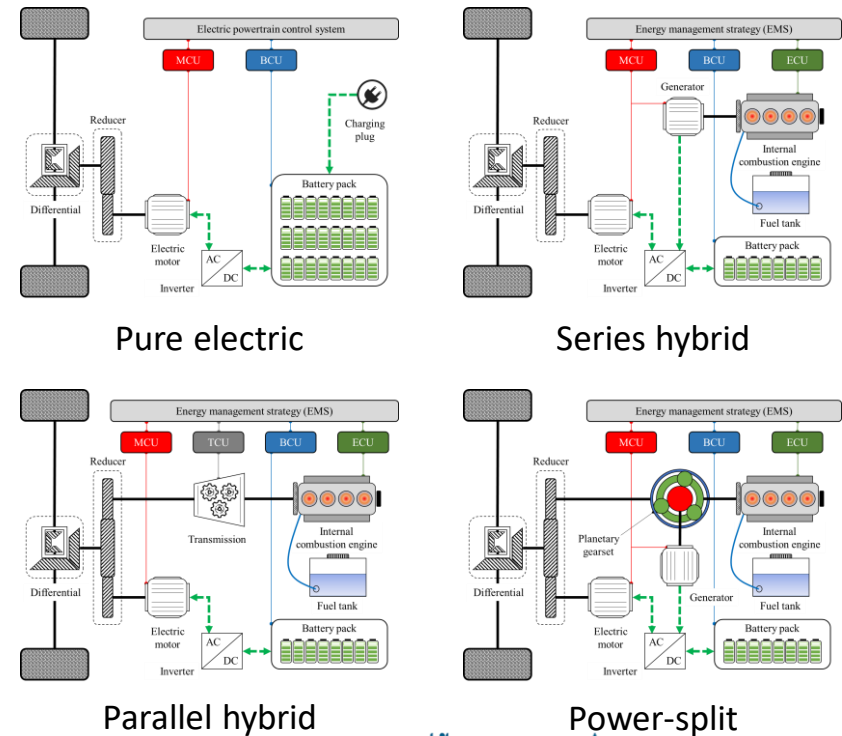 Electric powertrain control system
MCU
BCU
Charging
plug
Reducer
Differential
Electric
motor
AC
DC
Inverter
Battery pack
Pure electric
Energy management strategy (EMS)
MCU
BCU
ECU
Generator
Reducer
Internal
combustion engine
Differential
Fuel tank
Electric
motor
AC
DC
Inverter
Battery pack
Series hybrid
Energy management strategy (EMS)
MCU
TCU
BCU
ECU
Reducer
Transmission
Internal
combustion engine
Differential
Fuel tank
Electric
motor
AC
DC
Inverter
Battery pack
Parallel hybrid
Energy management strategy (EMS)
MCU
BCU
ECU
Reducer
Planetary
gearset
Internal
combustion engine
Differential
Generator
Fuel tank
Electric
motor
AC
DC
Inverter
Battery pack
Power-split